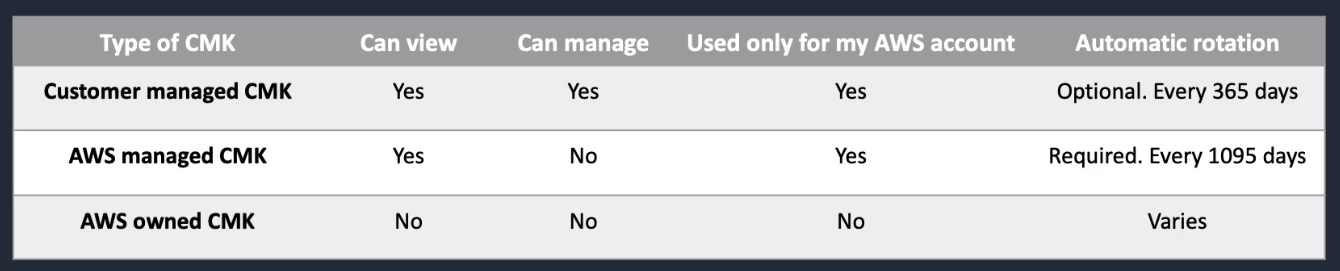 Type of CMK Can view Can manage Used only for my AWS account Automatic rotation
Customer managed CMK Yes Yes Yes Optional. Every 365 days
AWS managed CMK Yes No Yes Required. Every 1095 days
AWS owned CMK No No No Varies